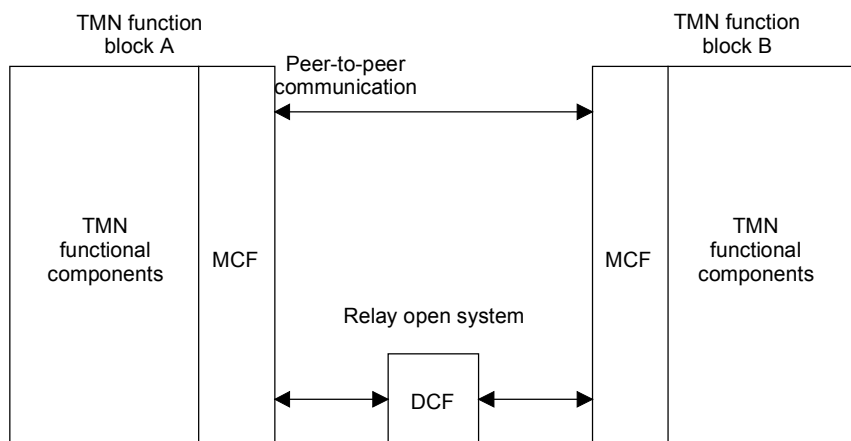 TMN function
block A
TMN function
block B
Peer-to-peer
communication
TMN
functional
components
MCF
MCF
TMN
functional
components
Relay open system
DCF